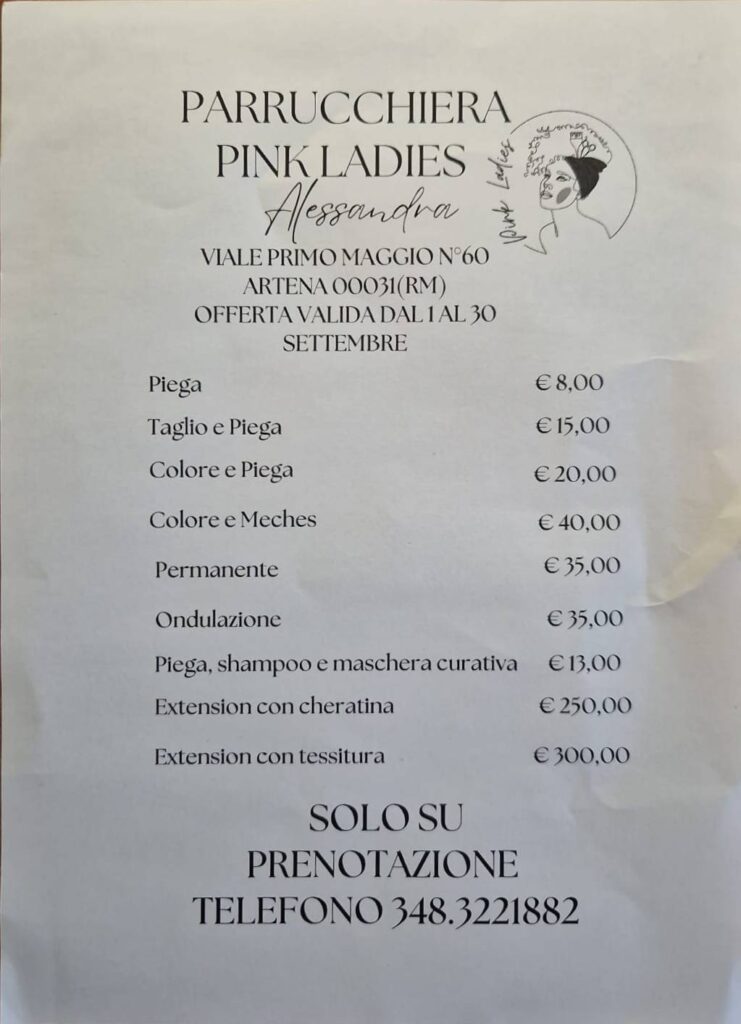 PARRUCCHIERA
PINK LADIES
Pink Ladies
Alessandra
VIALE PRIMO MAGGIO N°60
ARTENA 00031(RM)
OFFERTA VALIDA DAL 1 AL 30
SETTEMBRE
Piega € 8,00
Taglio e Piega € 15,00
Colore e Piega € 20,00
Colore e Meches € 40,00
Permanente € 35,00
Ondulazione € 35,00
Piega, shampoo e maschera curativa € 13,00
Extension con cheratina € 250,00
Extension con tessitura € 300,00
SOLO SU
PRENOTAZIONE
TELEFONO 348.3221882